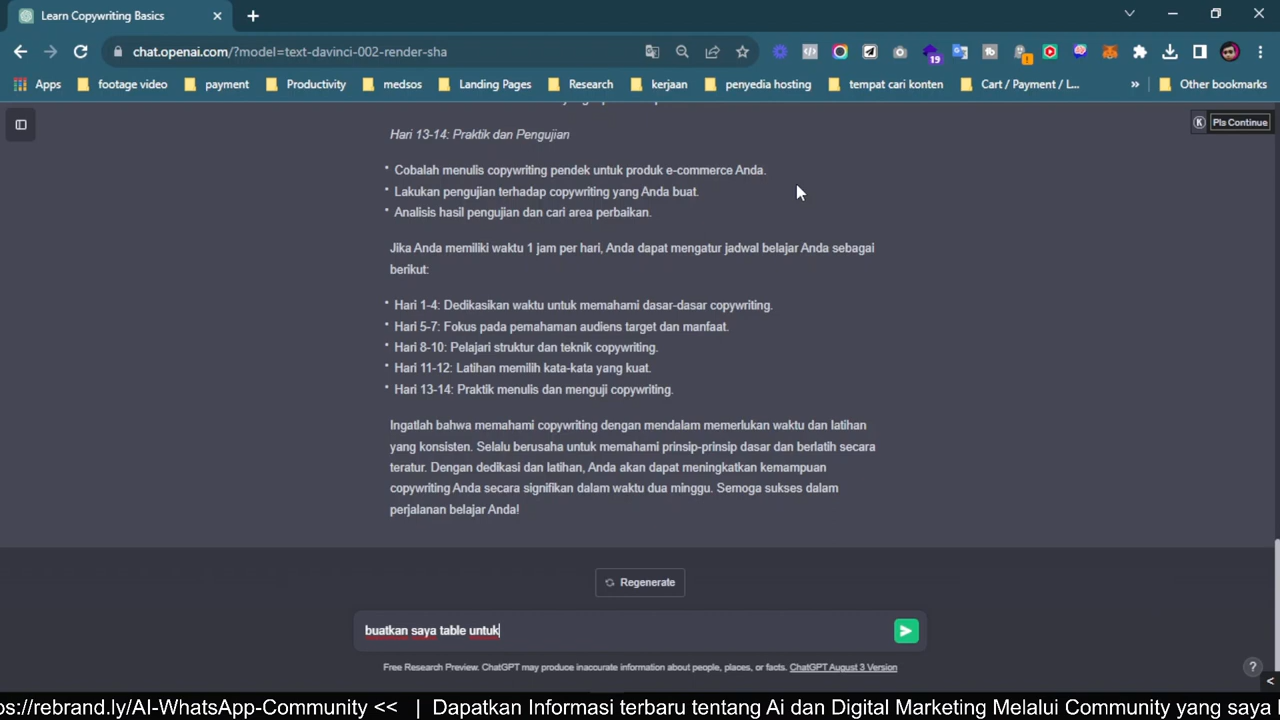 Learn Copywriting Basics
chat.openai.com/?model=text-davinci-002-render-sha
19
Apps footage video payment Productivity medsos Landing Pages Research kerjaan penyedia hosting tempat cari konten Cart / Payment / L... » Other bookmarks
K Pls Continue
Hari 13-14: Praktik dan Pengujian
• Cobalah menulis copywriting pendek untuk produk e-commerce Anda.
• Lakukan pengujian terhadap copywriting yang Anda buat.
• Analisis hasil pengujian dan cari area perbaikan.
Jika Anda memiliki waktu 1 jam per hari, Anda dapat mengatur jadwal belajar Anda sebagai
berikut:
• Hari 1-4: Dedikasikan waktu untuk memahami dasar-dasar copywriting.
• Hari 5-7: Fokus pada pemahaman audiens target dan manfaat.
• Hari 8-10: Pelajari struktur dan teknik copywriting.
• Hari 11-12: Latihan memilih kata-kata yang kuat.
• Hari 13-14: Praktik menulis dan menguji copywriting.
Ingatlah bahwa memahami copywriting dengan mendalam memerlukan waktu dan latihan
yang konsisten. Selalu berusaha untuk memahami prinsip-prinsip dasar dan berlatih secara
teratur. Dengan dedikasi dan latihan, Anda akan dapat meningkatkan kemampuan
copywriting Anda secara signifikan dalam waktu dua minggu. Semoga sukses dalam
perjalanan belajar Anda!
Regenerate
buatkan saya table untuk
Free Research Preview. ChatGPT may produce inaccurate information about people, places, or facts. ChatGPT August 3 Version
?
<
ps://rebrand.ly/AI-WhatsApp-Community << | Dapatkan Informasi terbaru tentang Ai dan Digital Marketing Melalui Community yang saya